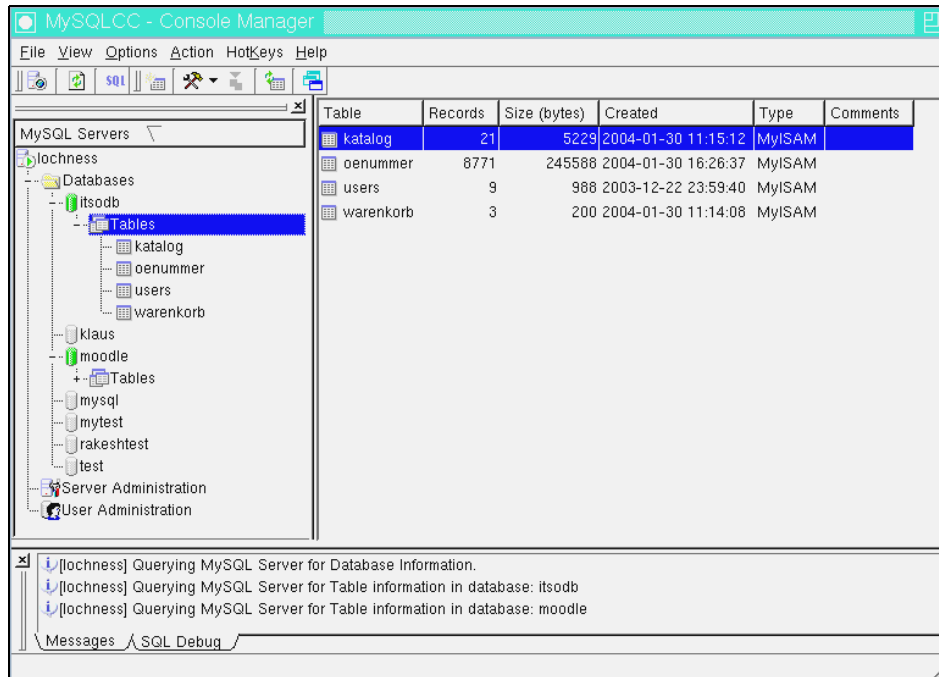 MySQLCC - Console Manager
File View Options Action HotKeys Help
SQL
MySQL Servers
lochness
Databases
itsodb
Tables
katalog
oenummer
users
warenkorb
klaus
moodle
Tables
mysql
mytest
rakeshtest
test
Server Administration
User Administration
Table Records Size (bytes) Created Type Comments
katalog 21 5229 2004-01-30 11:15:12 MyISAM
oenummer 8771 245588 2004-01-30 16:26:37 MyISAM
users 9 988 2003-12-22 23:59:40 MyISAM
warenkorb 3 200 2004-01-30 11:14:08 MyISAM
[lochness] Querying MySQL Server for Database Information.
[lochness] Querying MySQL Server for Table information in database: itsodb
[lochness] Querying MySQL Server for Table information in database: moodle
Messages SQL Debug